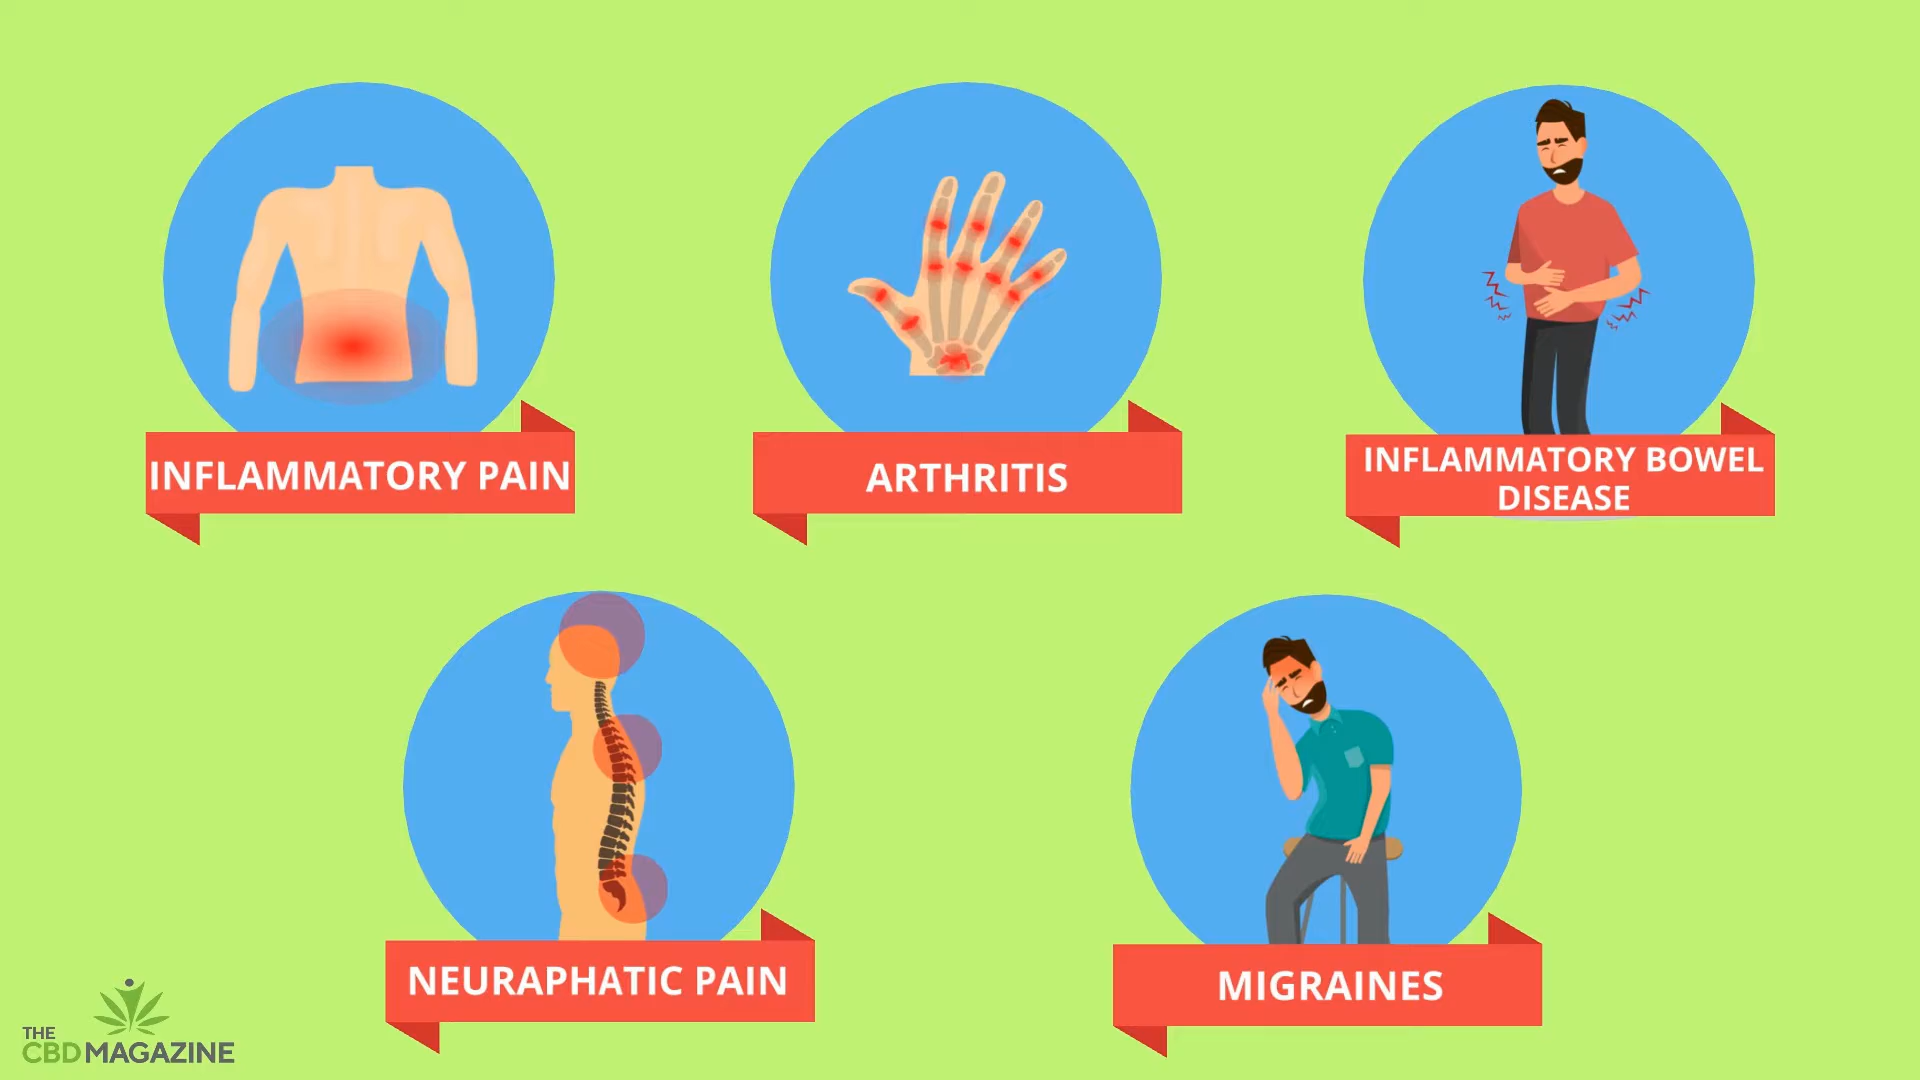 INFLAMMATORY PAIN
ARTHRITIS
INFLAMMATORY BOWEL
DISEASE
NEURAPHATIC PAIN
MIGRAINES
THE
CBD MAGAZINE